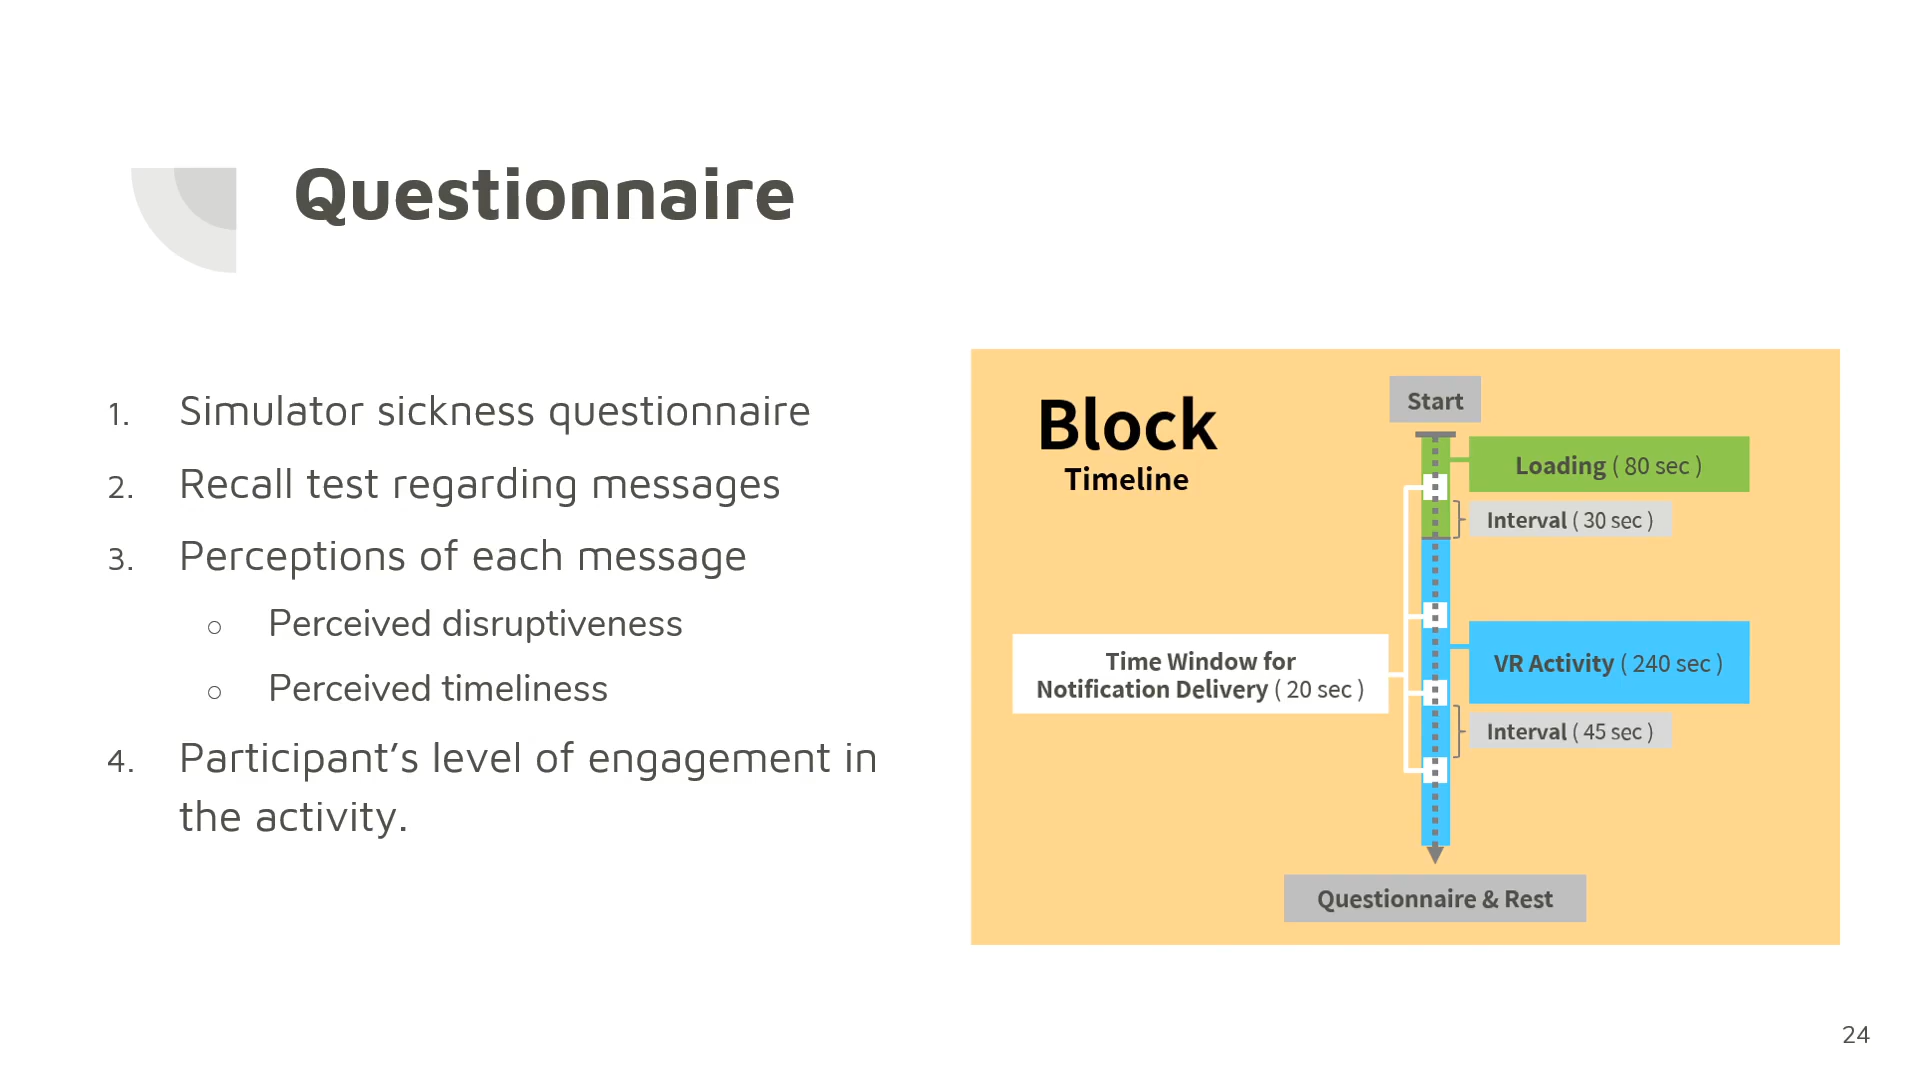 Questionnaire
1. Simulator sickness questionnaire
2. Recall test regarding messages
3. Perceptions of each message
○ Perceived disruptiveness
○ Perceived timeliness
4. Participant’s level of engagement in
the activity.
Block
Timeline
Start
Loading ( 80 sec )
Interval ( 30 sec )
Time Window for
Notification Delivery ( 20 sec )
VR Activity ( 240 sec )
Interval ( 45 sec )
Questionnaire & Rest
24